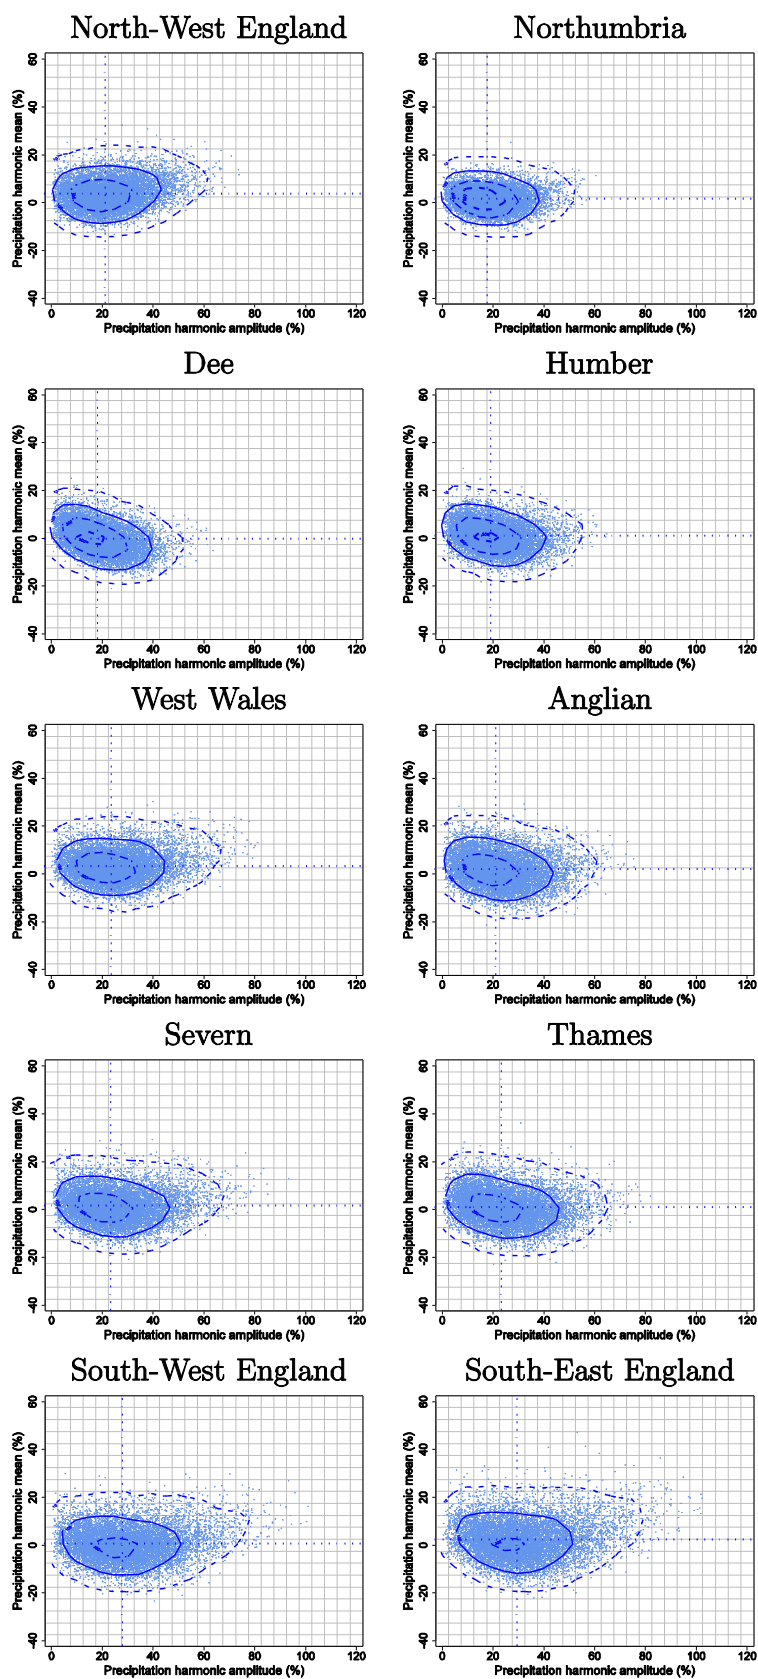 North-West England
Northumbria
Precipitation harmonic mean (%)
60
40
20
0
-20
-40
0 20 40 60 80 100 120
Precipitation harmonic amplitude (%)
Precipitation harmonic mean (%)
60
40
20
0
-20
-40
0 20 40 60 80 100 120
Precipitation harmonic amplitude (%)
Dee
Humber
Precipitation harmonic mean (%)
60
40
20
0
-20
-40
0 20 40 60 80 100 120
Precipitation harmonic amplitude (%)
Precipitation harmonic mean (%)
60
40
20
0
-20
-40
0 20 40 60 80 100 120
Precipitation harmonic amplitude (%)
West Wales
Anglian
Precipitation harmonic mean (%)
60
40
20
0
-20
-40
0 20 40 60 80 100 120
Precipitation harmonic amplitude (%)
Precipitation harmonic mean (%)
60
40
20
0
-20
-40
0 20 40 60 80 100 120
Precipitation harmonic amplitude (%)
Severn
Thames
Precipitation harmonic mean (%)
60
40
20
0
-20
-40
0 20 40 60 80 100 120
Precipitation harmonic amplitude (%)
Precipitation harmonic mean (%)
60
40
20
0
-20
-40
0 20 40 60 80 100 120
Precipitation harmonic amplitude (%)
South-West England
South-East England
Precipitation harmonic mean (%)
60
40
20
0
-20
-40
0 20 40 60 80 100 120
Precipitation harmonic amplitude (%)
Precipitation harmonic mean (%)
60
40
20
0
-20
-40
0 20 40 60 80 100 120
Precipitation harmonic amplitude (%)